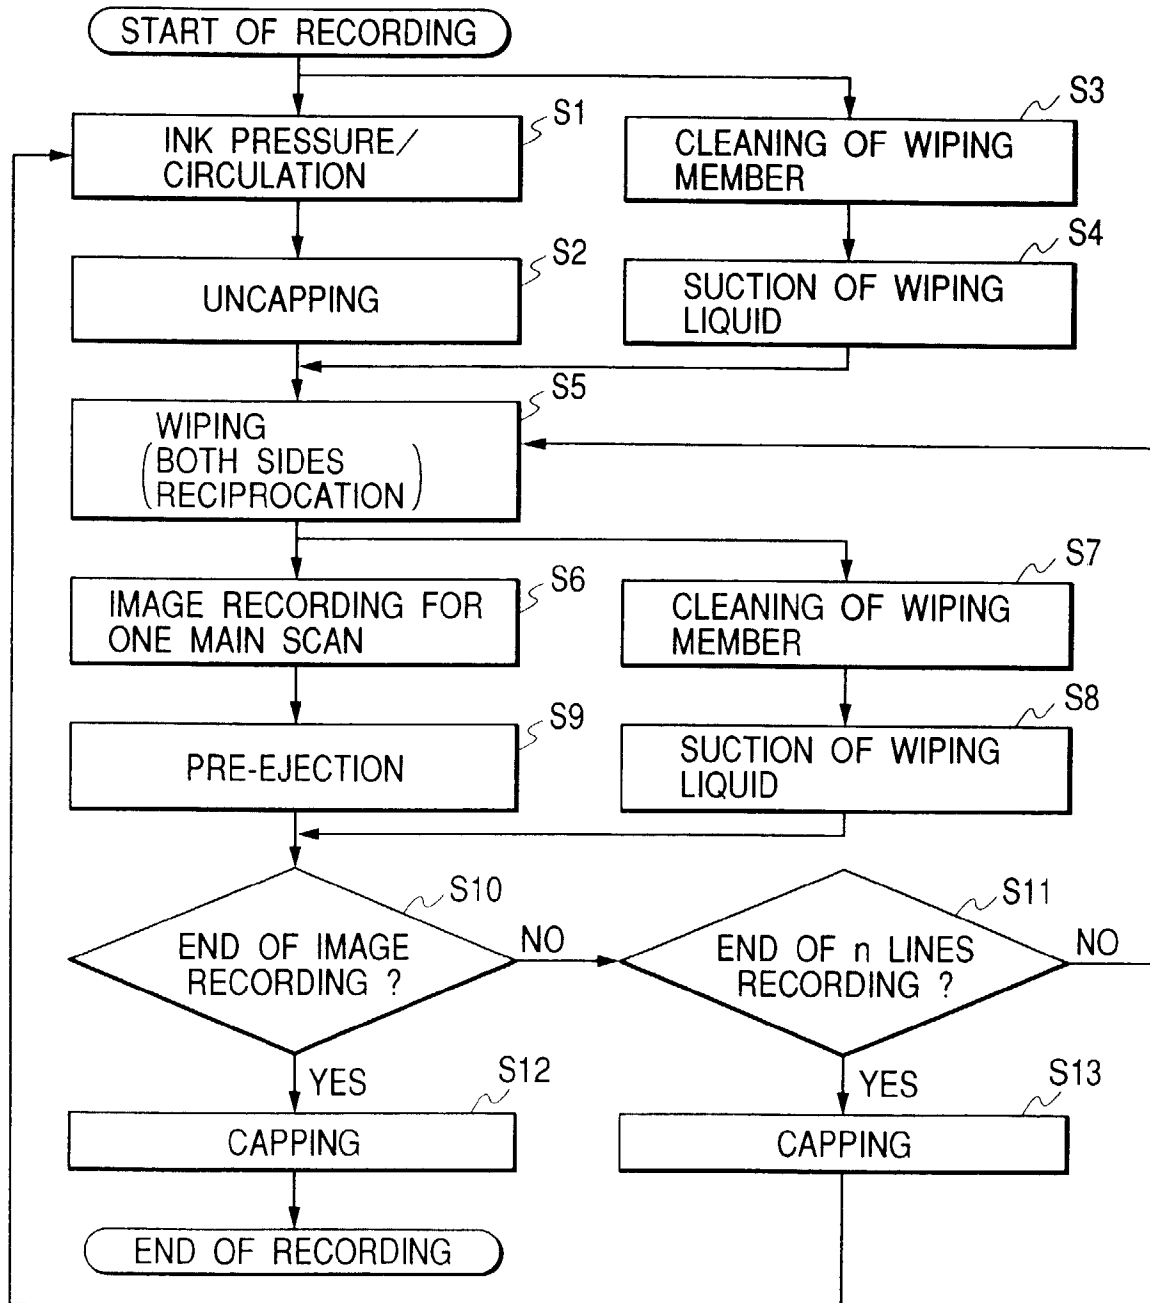 START OF RECORDING
S1
INK PRESSURE/
CIRCULATION
S3
CLEANING OF WIPING
MEMBER
S2
UNCAPPING
S4
SUCTION OF WIPING
LIQUID
S5
WIPING
(BOTH SIDES
RECIPROCATION)
S6
IMAGE RECORDING FOR
ONE MAIN SCAN
S7
CLEANING OF WIPING
MEMBER
S9
PRE-EJECTION
S8
SUCTION OF WIPING
LIQUID
S10
END OF IMAGE
RECORDING ?
NO
S11
END OF n LINES
RECORDING ?
NO
YES
S12
CAPPING
YES
S13
CAPPING
END OF RECORDING